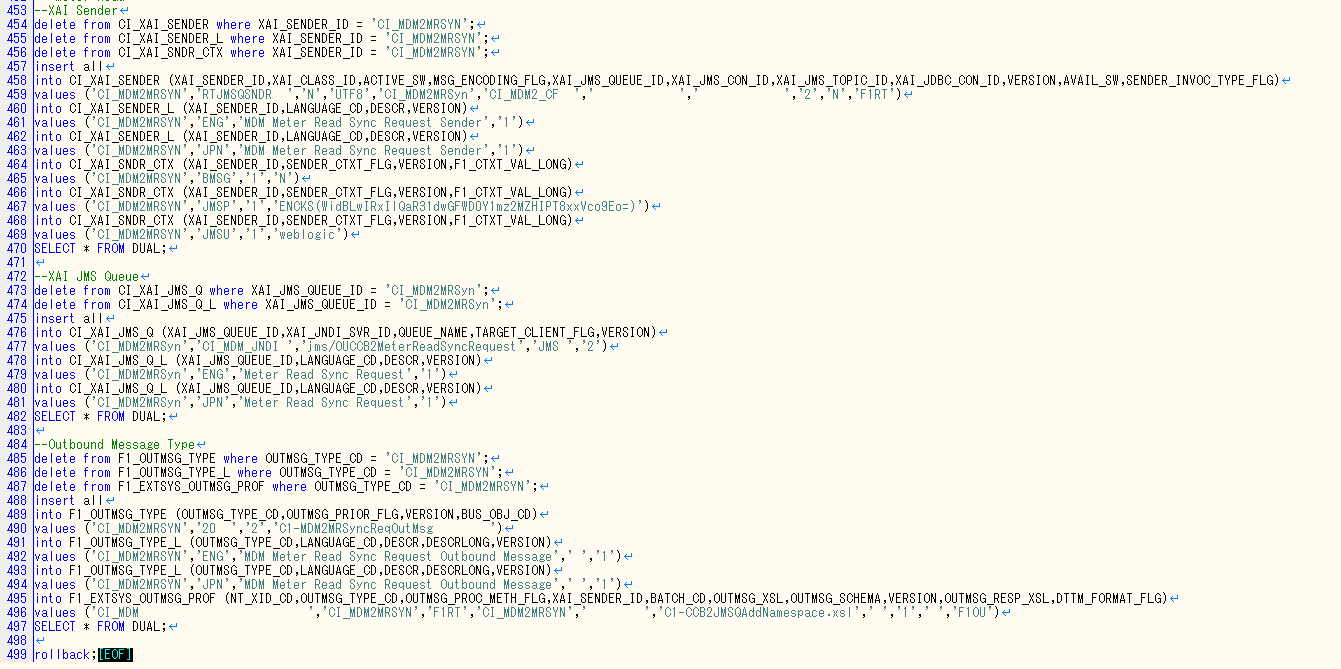 453 --XAI Sender↵
454 delete from CI_XAI_SENDER where XAI_SENDER_ID = 'CI_MDM2MRSYN';↵
455 delete from CI_XAI_SENDER_L where XAI_SENDER_ID = 'CI_MDM2MRSYN';↵
456 delete from CI_XAI_SNDR_CTX where XAI_SENDER_ID = 'CI_MDM2MRSYN';↵
457 insert all↵
458 into CI_XAI_SENDER (XAI_SENDER_ID,XAI_CLASS_ID,ACTIVE_SW,MSG_ENCODING_FLG,XAI_JMS_QUEUE_ID,XAI_JMS_CON_ID,XAI_JMS_TOPIC_ID,XAI_JDBC_CON_ID,VERSION,AVAIL_SW,SENDER_INVOC_TYPE_FLG)↵
459 values ('CI_MDM2MRSYN','RTJMSQSNDR  ','N','UTF8','CI_MDM2MRSyn','CI_MDM2_CF  ','            ','            ','2','N','F1RT')↵
460 into CI_XAI_SENDER_L (XAI_SENDER_ID,LANGUAGE_CD,DESCR,VERSION)↵
461 values ('CI_MDM2MRSYN','ENG','MDM Meter Read Sync Request Sender','1')↵
462 into CI_XAI_SENDER_L (XAI_SENDER_ID,LANGUAGE_CD,DESCR,VERSION)↵
463 values ('CI_MDM2MRSYN','JPN','MDM Meter Read Sync Request Sender','1')↵
464 into CI_XAI_SNDR_CTX (XAI_SENDER_ID,SENDER_CTXT_FLG,VERSION,F1_CTXT_VAL_LONG)↵
465 values ('CI_MDM2MRSYN','BMSG','1','N')↵
466 into CI_XAI_SNDR_CTX (XAI_SENDER_ID,SENDER_CTXT_FLG,VERSION,F1_CTXT_VAL_LONG)↵
467 values ('CI_MDM2MRSYN','JMSP','1',↵
468 into CI_XAI_SNDR_CTX (XAI_SENDER_ID,SENDER_CTXT_FLG,VERSION,F1_CTXT_VAL_LONG)↵
469 values ('CI_MDM2MRSYN','JMSU','1','weblogic')↵
470 SELECT * FROM DUAL;↵
471 ↵
472 --XAI JMS Queue↵
473 delete from CI_XAI_JMS_Q where XAI_JMS_QUEUE_ID = 'CI_MDM2MRSyn';↵
474 delete from CI_XAI_JMS_Q_L where XAI_JMS_QUEUE_ID = 'CI_MDM2MRSyn';↵
475 insert all↵
476 into CI_XAI_JMS_Q (XAI_JMS_QUEUE_ID,XAI_JNDI_SVR_ID,QUEUE_NAME,TARGET_CLIENT_FLG,VERSION)↵
477 values ('CI_MDM2MRSyn','CI_MDM_JNDI ','jms/OUCCB2MeterReadSyncRequest','JMS ','2')↵
478 into CI_XAI_JMS_Q_L (XAI_JMS_QUEUE_ID,LANGUAGE_CD,DESCR,VERSION)↵
479 values ('CI_MDM2MRSyn','ENG','Meter Read Sync Request','1')↵
480 into CI_XAI_JMS_Q_L (XAI_JMS_QUEUE_ID,LANGUAGE_CD,DESCR,VERSION)↵
481 values ('CI_MDM2MRSyn','JPN','Meter Read Sync Request','1')↵
482 SELECT * FROM DUAL;↵
483 ↵
484 --Outbound Message Type↵
485 delete from F1_OUTMSG_TYPE where OUTMSG_TYPE_CD = 'CI_MDM2MRSYN';↵
486 delete from F1_OUTMSG_TYPE_L where OUTMSG_TYPE_CD = 'CI_MDM2MRSYN';↵
487 delete from F1_EXTSYS_OUTMSG_PROF where OUTMSG_TYPE_CD = 'CI_MDM2MRSYN';↵
488 insert all↵
489 into F1_OUTMSG_TYPE (OUTMSG_TYPE_CD,OUTMSG_PRIOR_FLG,VERSION,BUS_OBJ_CD)↵
490 values ('CI_MDM2MRSYN','20  ','2','C1-MDM2MRSyncReqOutMsg        ')↵
491 into F1_OUTMSG_TYPE_L (OUTMSG_TYPE_CD,LANGUAGE_CD,DESCR,DESCRLONG,VERSION)↵
492 values ('CI_MDM2MRSYN','ENG','MDM Meter Read Sync Request Outbound Message',' ','1')↵
493 into F1_OUTMSG_TYPE_L (OUTMSG_TYPE_CD,LANGUAGE_CD,DESCR,DESCRLONG,VERSION)↵
494 values ('CI_MDM2MRSYN','JPN','MDM Meter Read Sync Request Outbound Message',' ','1')↵
495 into F1_EXTSYS_OUTMSG_PROF (NT_XID_CD,OUTMSG_TYPE_CD,OUTMSG_PROC_METH_FLG,XAI_SENDER_ID,BATCH_CD,OUTMSG_XSL,OUTMSG_SCHEMA,VERSION,OUTMSG_RESP_XSL,DTTM_FORMAT_FLG)↵
496 values ('CI_MDM                        ','CI_MDM2MRSYN','F1RT','CI_MDM2MRSYN','        ','C1-CCB2JMSQAddNamespace.xsl',' ','1',' ','F1OU')↵
497 SELECT * FROM DUAL;↵
498 ↵
499 rollback;[EOF]